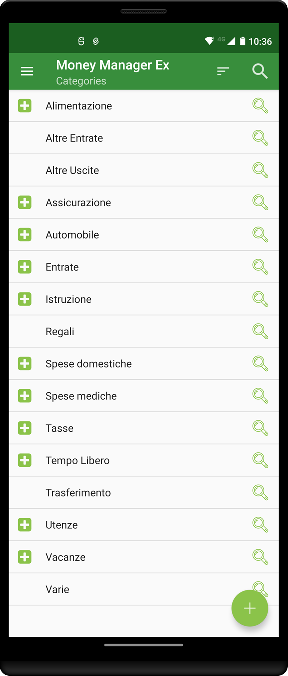 10:36
Money Manager Ex
Categories
Alimentazione
Altre Entrate
Altre Uscite
Assicurazione
Automobile
Entrate
Istruzione
Regali
Spese domestiche
Spese mediche
Tasse
Tempo Libero
Trasferimento
Utenze
Vacanze
Varie